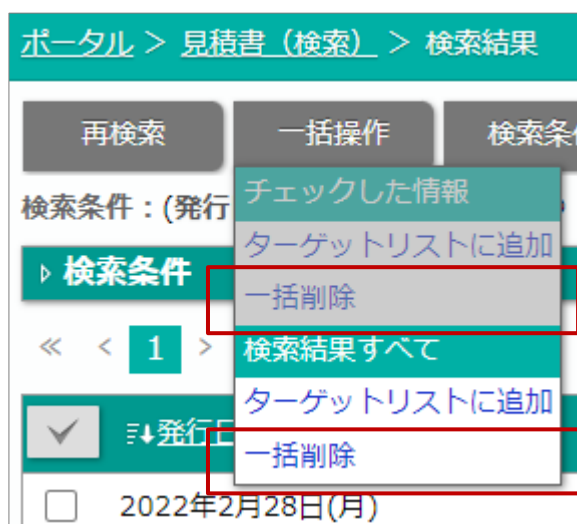 ポータル > 見積書（検索） > 検索結果
再検索
一括操作
検索条
検索条件：(発行
チェックした情報
ターゲットリストに追加
一括削除
検索結果すべて
ターゲットリストに追加
一括削除
▷ 検索条件
« < 1 >
発行日
2022年2月28日(月)